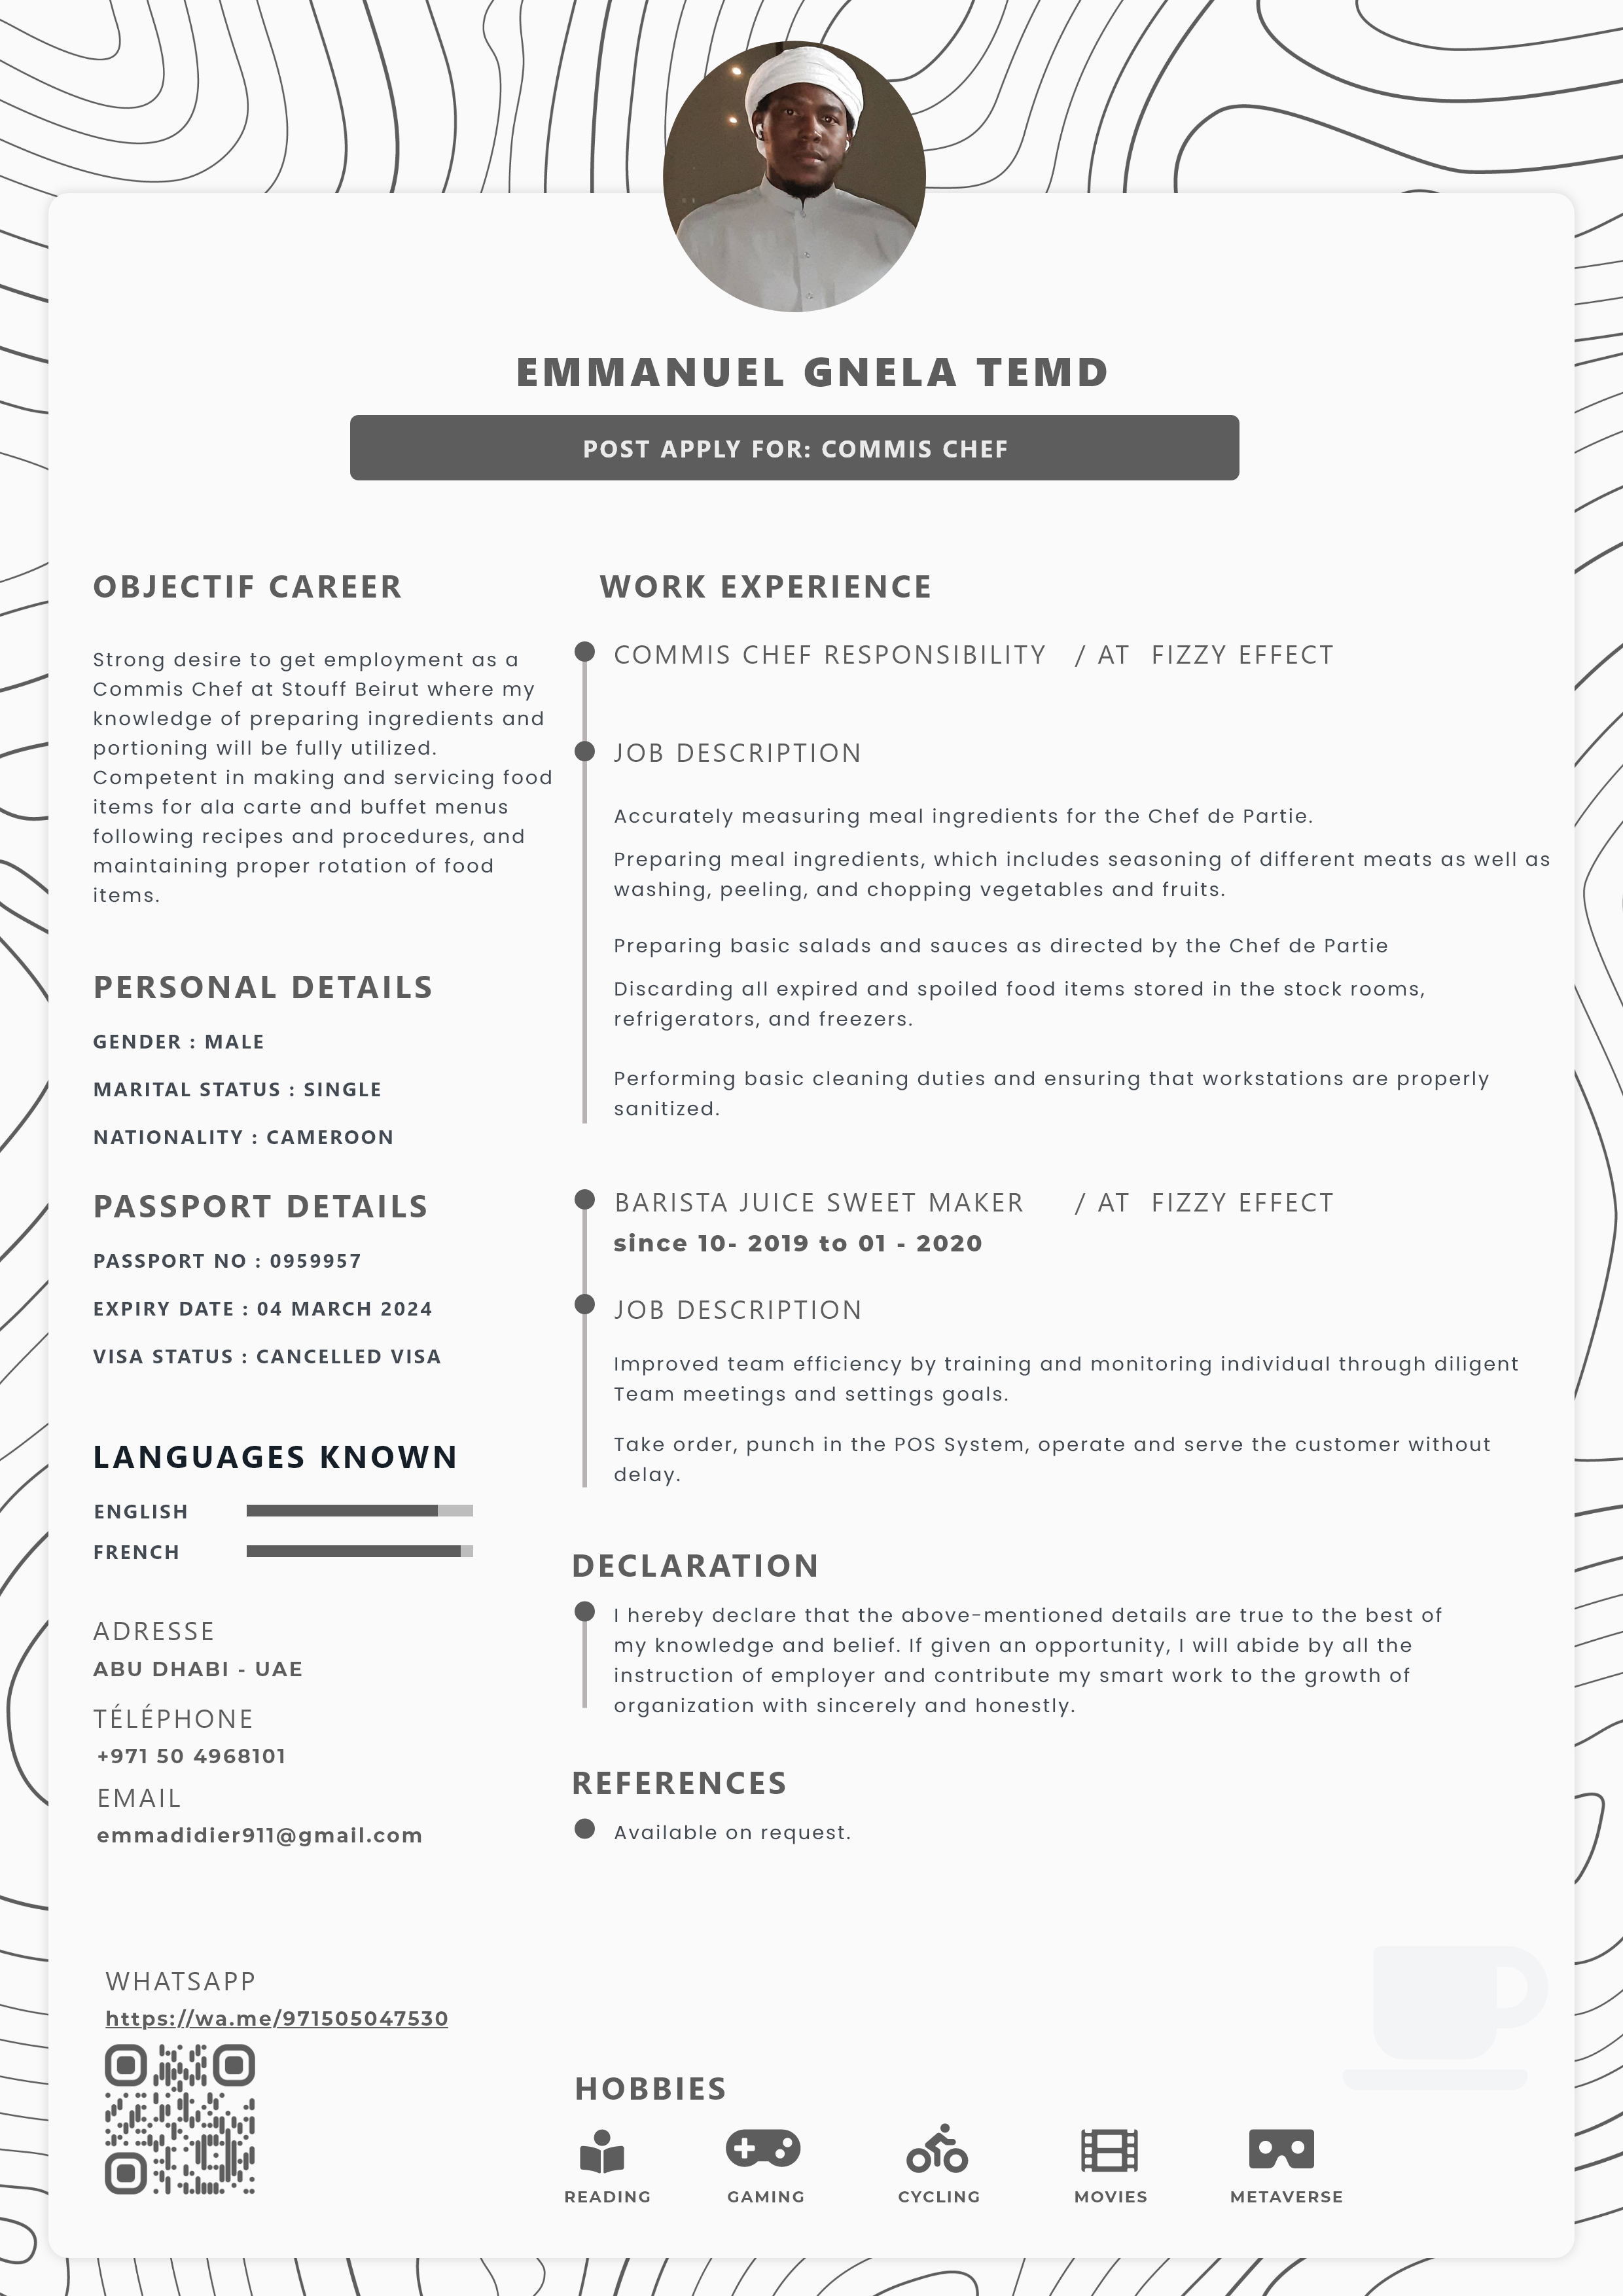 EMMANUEL GNELA TEMD
POST APPLY FOR: COMMIS CHEF
OBJECTIF CAREER
Strong desire to get employment as a
Commis Chef at Stouff Beirut where my
knowledge of preparing ingredients and
portioning will be fully utilized.
Competent in making and servicing food
items for ala carte and buffet menus
following recipes and procedures, and
maintaining proper rotation of food
items.
PERSONAL DETAILS
GENDER : MALE
MARITAL STATUS : SINGLE
NATIONALITY : CAMEROON
PASSPORT DETAILS
PASSPORT NO : 0959957
EXPIRY DATE : 04 MARCH 2024
VISA STATUS : CANCELLED VISA
LANGUAGES KNOWN
ENGLISH
FRENCH
ADRESSE
ABU DHABI - UAE
TÉLÉPHONE
+971 50 4968101
EMAIL
emmadidier911@gmail.com
WHATSAPP
https://wa.me/971505047530
WORK EXPERIENCE
COMMIS CHEF RESPONSIBILITY / AT FIZZY EFFECT
JOB DESCRIPTION
Accurately measuring meal ingredients for the Chef de Partie.
Preparing meal ingredients, which includes seasoning of different meats as well as
washing, peeling, and chopping vegetables and fruits.
Preparing basic salads and sauces as directed by the Chef de Partie
Discarding all expired and spoiled food items stored in the stock rooms,
refrigerators, and freezers.
Performing basic cleaning duties and ensuring that workstations are properly
sanitized.
BARISTA JUICE SWEET MAKER / AT FIZZY EFFECT
since 10- 2019 to 01 - 2020
JOB DESCRIPTION
Improved team efficiency by training and monitoring individual through diligent
Team meetings and settings goals.
Take order, punch in the POS System, operate and serve the customer without
delay.
DECLARATION
I hereby declare that the above-mentioned details are true to the best of
my knowledge and belief. If given an opportunity, I will abide by all the
instruction of employer and contribute my smart work to the growth of
organization with sincerely and honestly.
REFERENCES
Available on request.
HOBBIES
READING
GAMING
CYCLING
MOVIES
METAVERSE